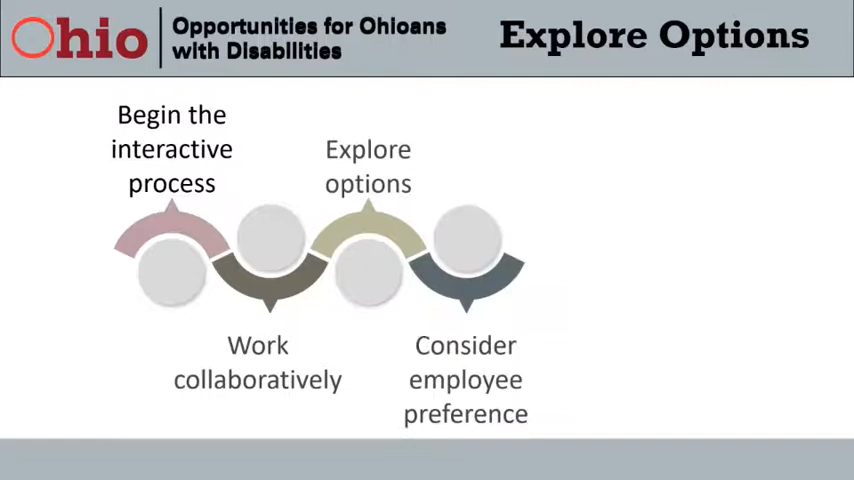 Ohio
Opportunities for Ohioans
with Disabilities
Explore Options
Begin the
interactive
process
Work
collaboratively
Explore
options
Consider
employee
preference